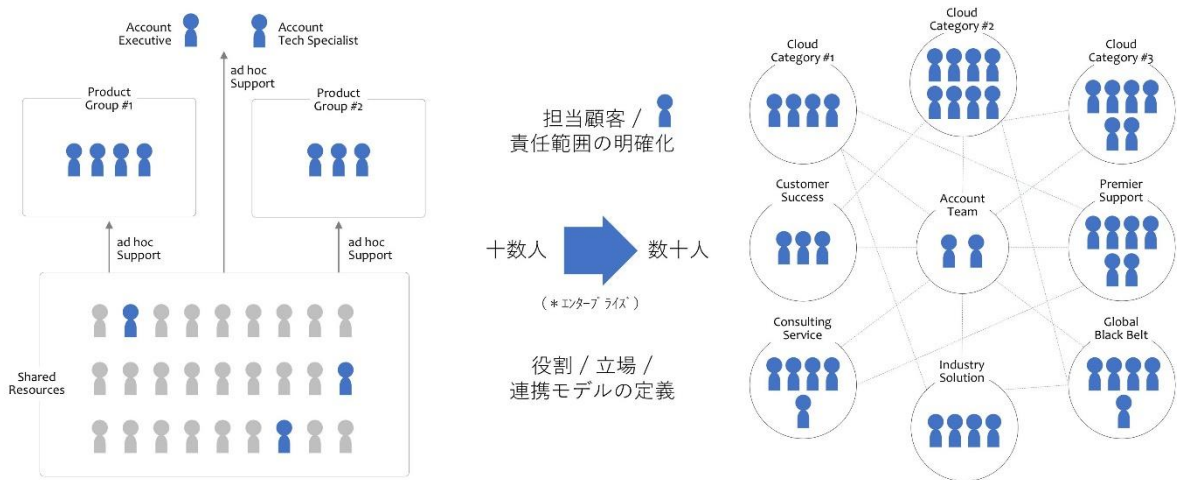 Account
Executive
Account
Tech Specialist
ad hoc
Support
Product
Group #1
Product
Group #2
ad hoc
Support
ad hoc
Support
Shared
Resources
担当顧客 /
責任範囲の明確化
十数人
数十人
(＊ｴﾝﾀｰﾌﾟﾗｲｽﾞ)
役割 / 立場 /
連携モデルの定義
Cloud
Category #1
Cloud
Category #2
Cloud
Category #3
Customer
Success
Account
Team
Premier
Support
Consulting
Service
Industry
Solution
Global
Black Belt